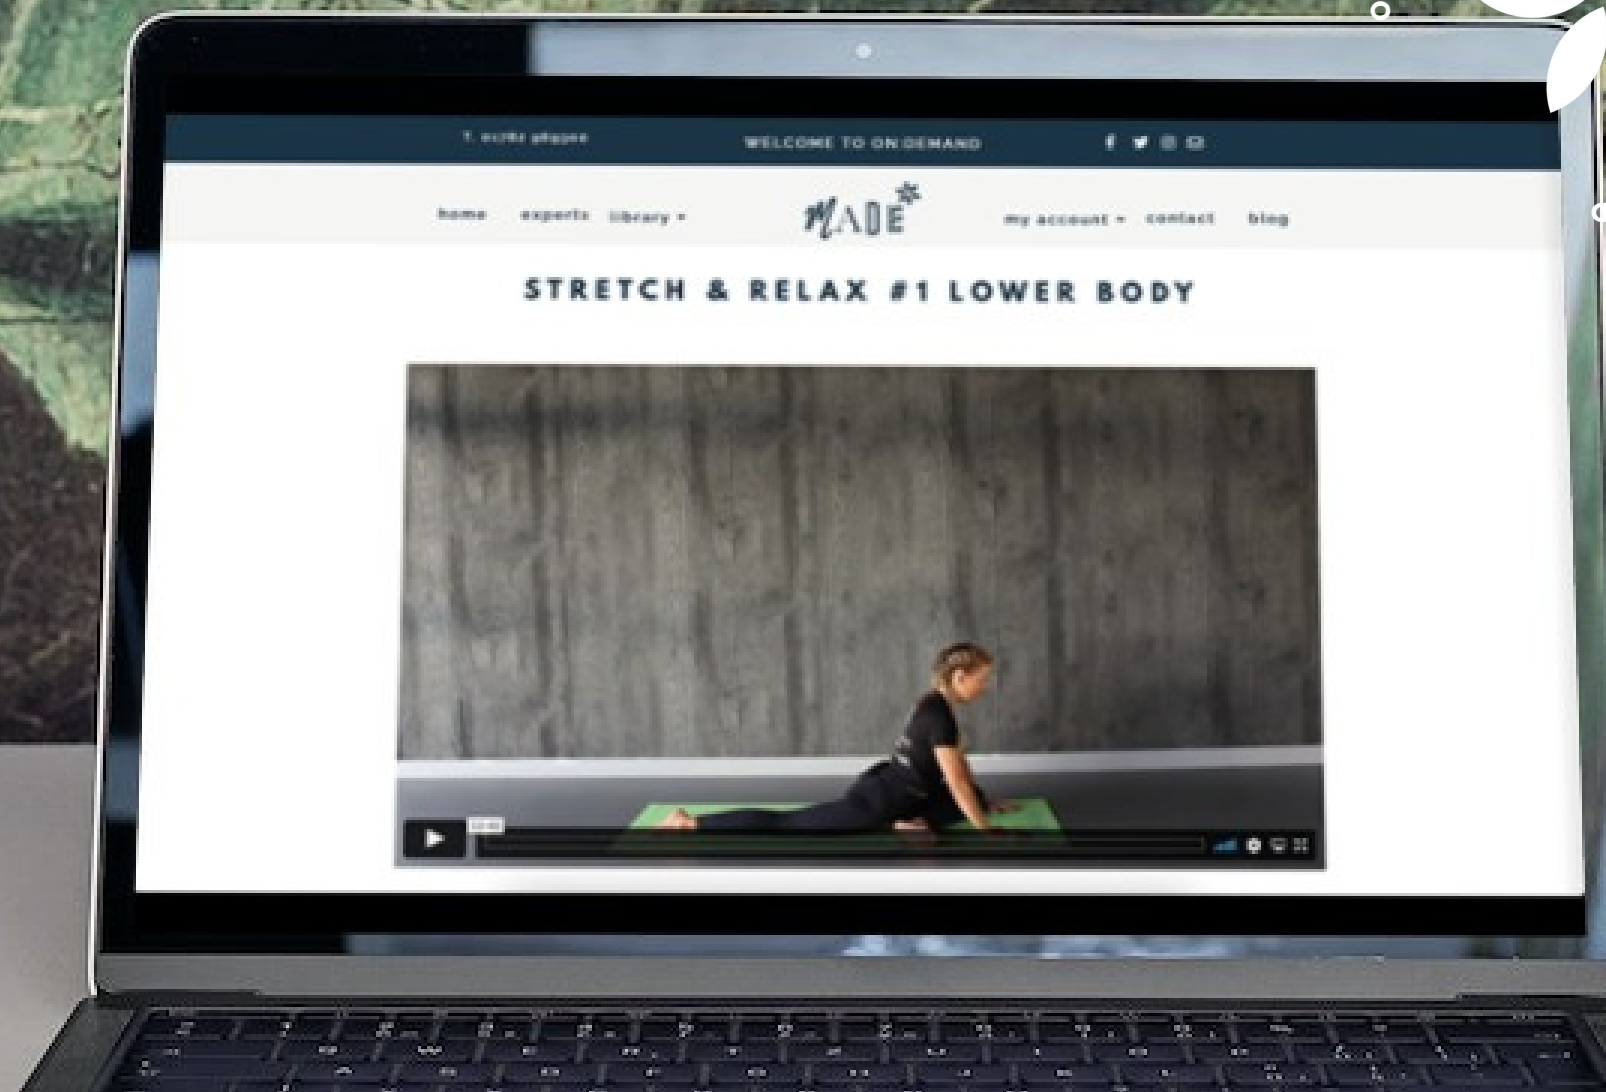 WELCOME TO ON DEMAND
home experts library MADE my account contact blog
STRETCH & RELAX #1 LOWER BODY